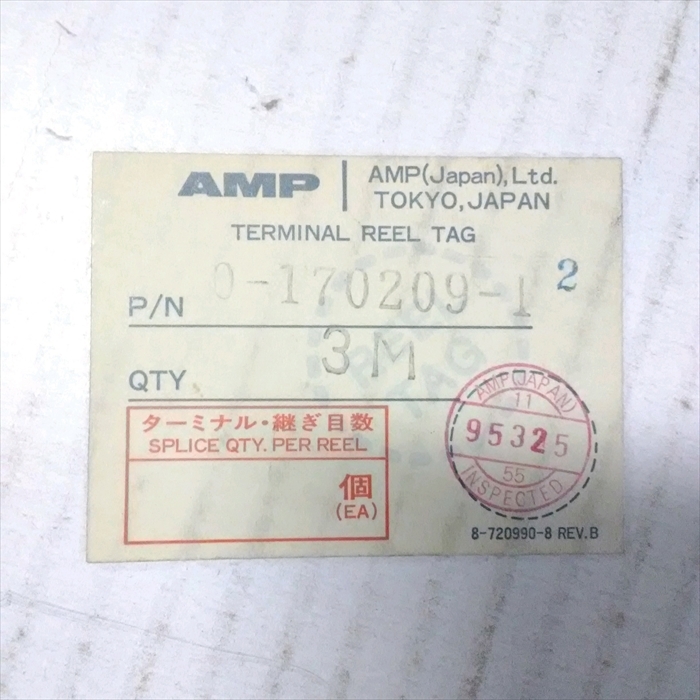 AMP
AMP(Japan),Ltd.
TOKYO,JAPAN
TERMINAL REEL TAG
P/N 0-170209-1 2
QTY 3M
REEL
TAG
ターミナル・継ぎ目数
SPLICE QTY. PER REEL
個
(EA)
AMP(JAPAN)
11
95325
55
INSPECTED
8-720990-8 REV.B